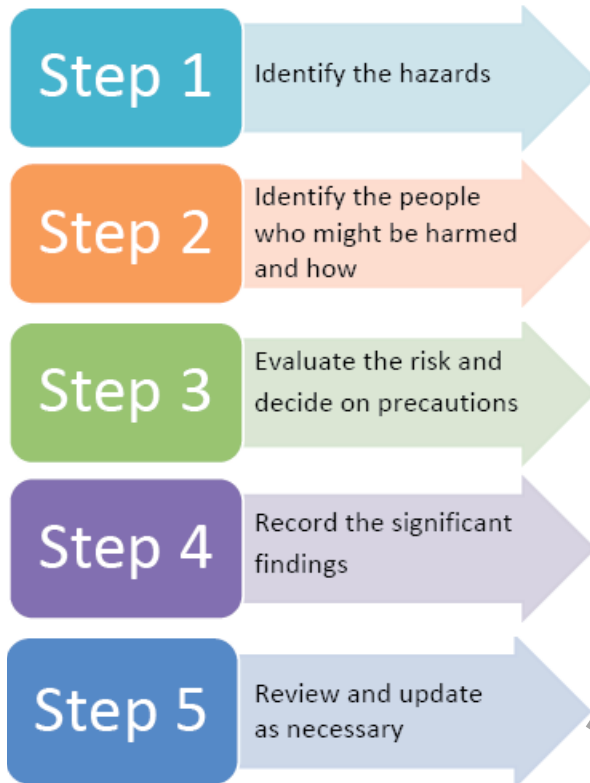 Step 1
Identify the hazards
Step 2
Identify the people
who might be harmed
and how
Step 3
Evaluate the risk and
decide on precautions
Step 4
Record the significant
findings
Step 5
Review and update
as necessary